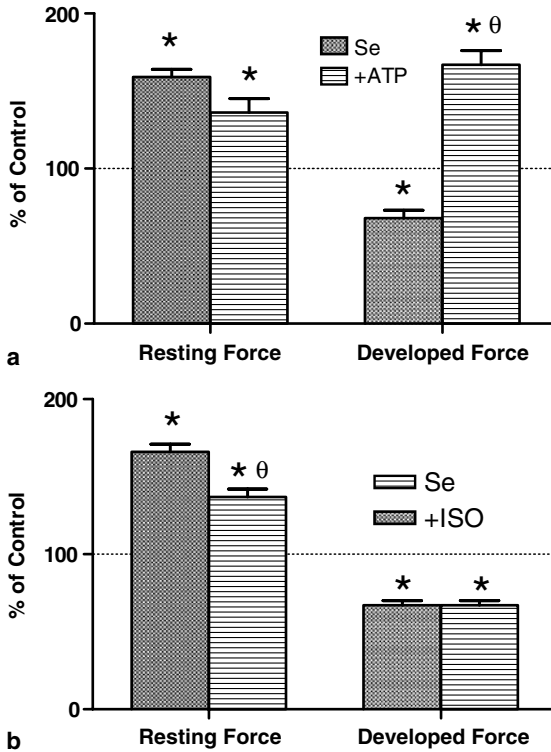 200
* * * θ
Se
+ATP
% of Control
100
*
0
Resting Force Developed Force
a
200
* * θ
Se
+ISO
% of Control
100
* *
0
Resting Force Developed Force
b